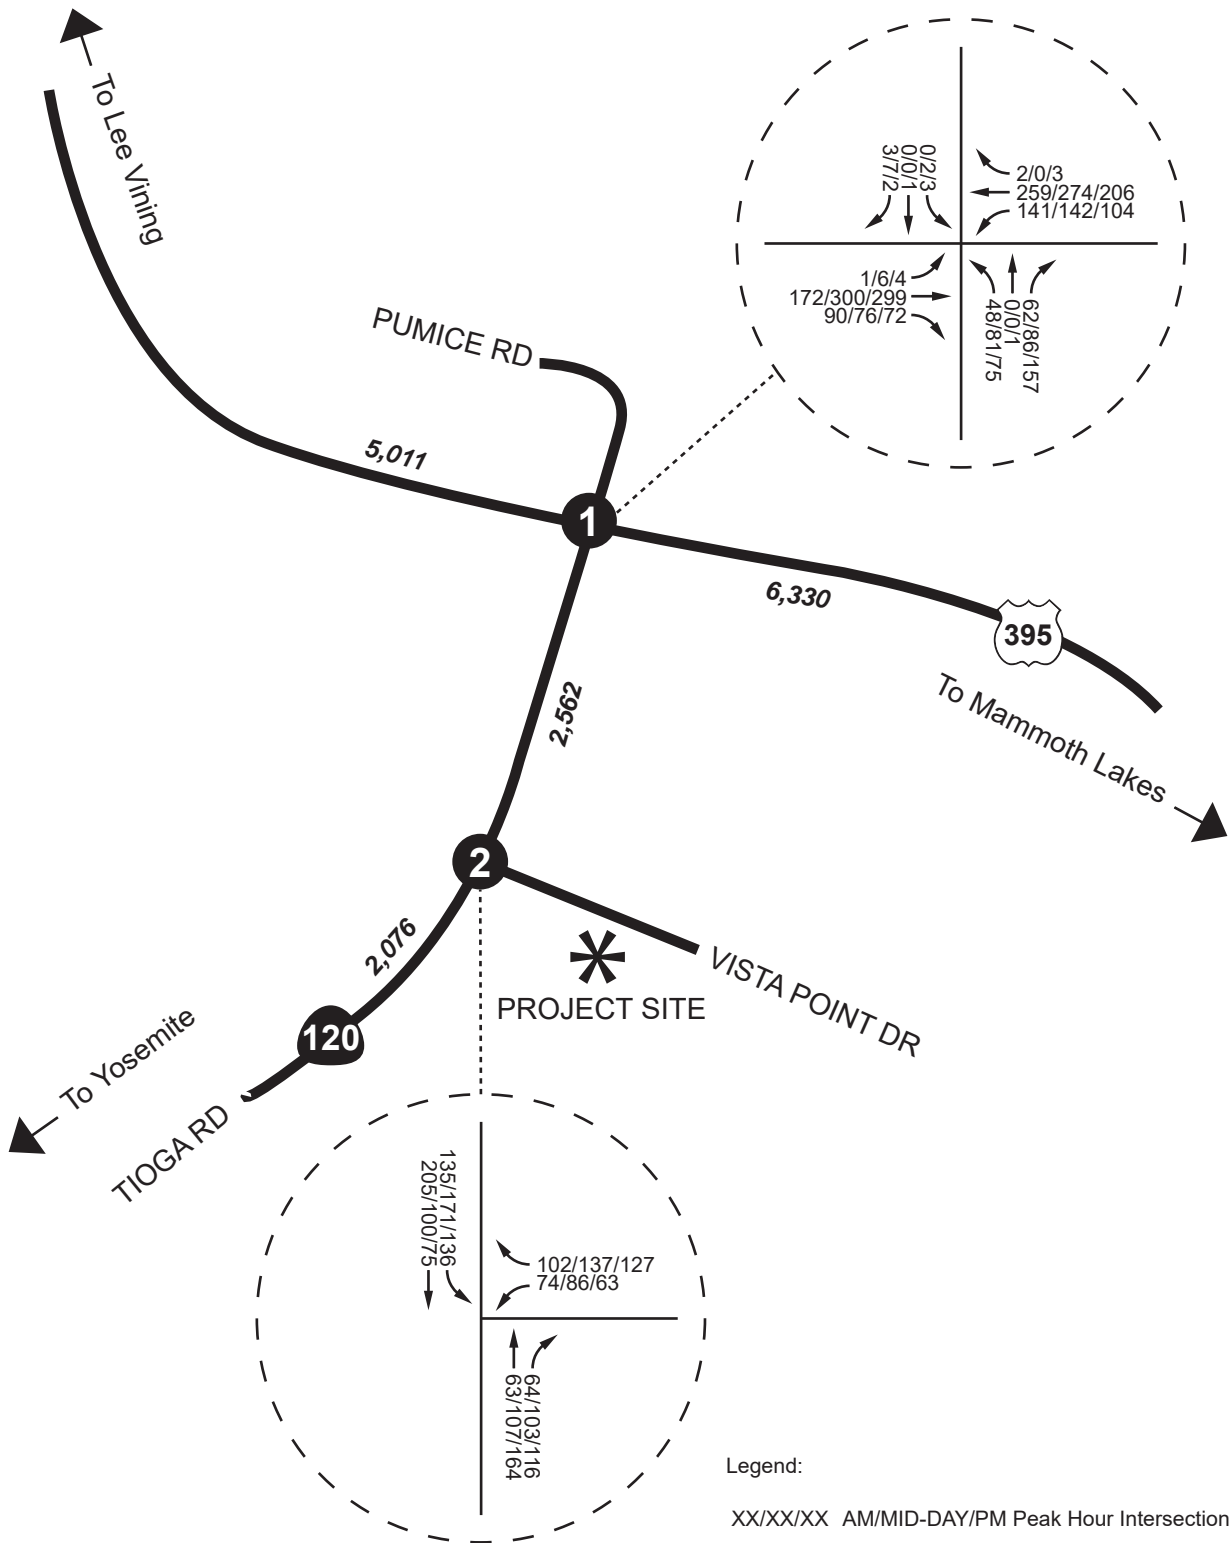 To Lee Vining
0/2/3
0/0/1
3/7/2
2/0/3
259/274/206
141/142/104
1/6/4
172/300/299
90/76/72
62/86/157
0/0/1
48/81/75
PUMICE RD
5,011
1
6,330
395
To Mammoth Lakes
2,562
2
2,076
PROJECT SITE
VISTA POINT DR
120
To Yosemite
TIOGA RD
135/171/136
205/100/75
102/137/127
74/86/63
64/103/116
63/107/164
Legend:
XX/XX/XX AM/MID-DAY/PM Peak Hour Intersection